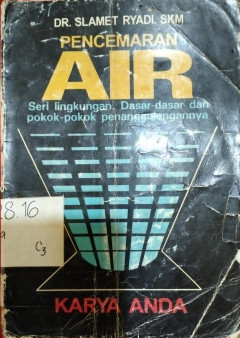 DR. SLAMET RYADI SKM
PENCEMARAN
AIR
Seri lingkungan, Dasar-dasar dan
pokok-pokok penanggulangannya
8.16
C3
KARYA ANDA